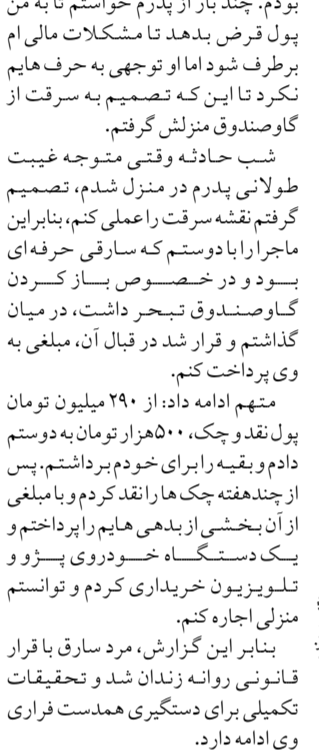 بودم. چند بار از پدرم خواستم تا به من
پول قرض بدهد تا مشکلات مالی ام
برطرف شود اما او توجهی به حرف هایم
نکرد تا این که تصمیم به سرقت از
گاوصندوق منزلش گرفتم.
شب حادثه وقتی متوجه غیبت
طولانی پدرم در منزل شدم، تصمیم
گرفتم نقشه سرقت را عملی کنم، بنابراین
ماجرا را با دوستم که سارقی حرفه ای
بود و در خصوص باز کردن
گاوصندوق تبحر داشت، در میان
گذاشتم و قرار شد در قبال آن، مبلغی به
وی پرداخت کنم.
متهم ادامه داد: از ۲۹۰ میلیون تومان
پول نقد و چک، ۵۰۰هزار تومان به دوستم
دادم و بقیه را برای خودم برداشتم. پس
از چندهفته چک ها را نقد کردم و با مبلغی
از آن بخشی از بدهی هایم را پرداختم و
یک دستگاه خودروی پژو و
تلویزیون خریداری کردم و توانستم
منزلی اجاره کنم.
بنابر این گزارش، مرد سارق با قرار
قانونی روانه زندان شد و تحقیقات
تکمیلی برای دستگیری همدست فراری
وی ادامه دارد.